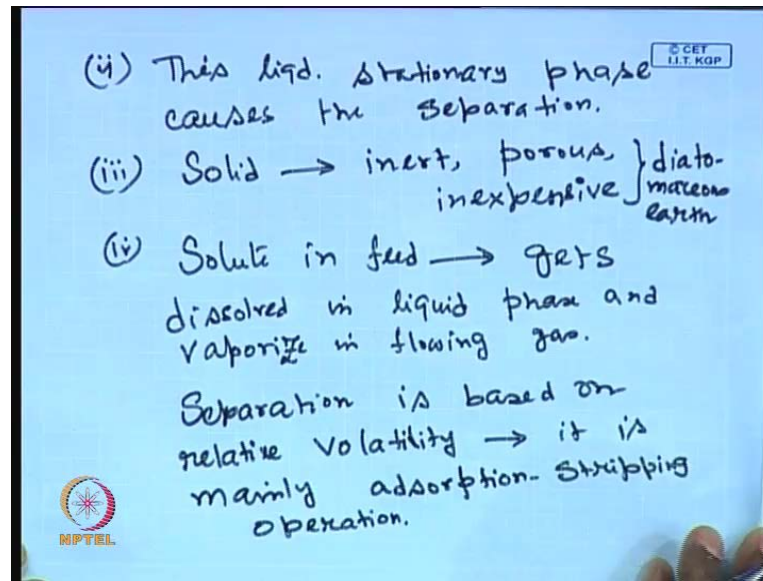 (ii) This liqd. stationary phase
causes the separation.
(iii) Solid → inert, porous,
inexpensive } diato-
maceous
earth
(iv) Solute in feed → gets
dissolved in liquid phase and
vaporize in flowing gas.
Separation is based on
relative volatility → it is
mainly adsorption-stripping
operation.
© CET
I.I.T. KGP
NPTEL